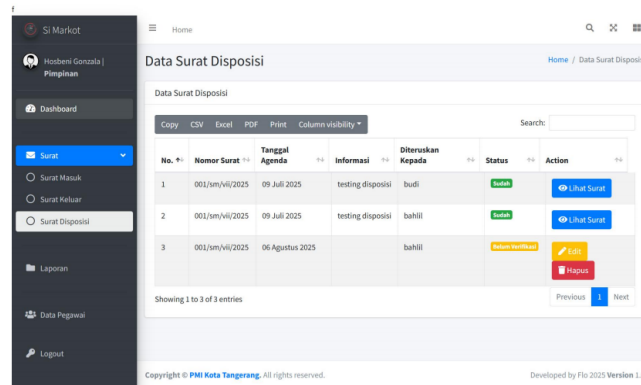 f
Si Markot
Home
Hosbeni Gonzala |
Pimpinan
Data Surat Disposisi
Home / Data Surat Disposisi
Data Surat Disposisi
Dashboard
Copy CSV Excel PDF Print Column visibility
Search:
Surat
No. Nomor Surat Tanggal Agenda Informasi Diteruskan Kepada Status Action
Surat Masuk
Surat Keluar
Surat Disposisi
1 001/sm/vii/2025 09 Juli 2025 testing disposisi budi Sudah Lihat Surat
2 001/sm/vii/2025 09 Juli 2025 testing disposisi bahlil Sudah Lihat Surat
3 001/sm/vii/2025 06 Agustus 2025 bahlil Belum Verifikasi Edit
Hapus
Laporan
Showing 1 to 3 of 3 entries
Previous 1 Next
Data Pegawai
Logout
Copyright © PMI Kota Tangerang. All rights reserved.
Developed by Flo 2025 Version 1.